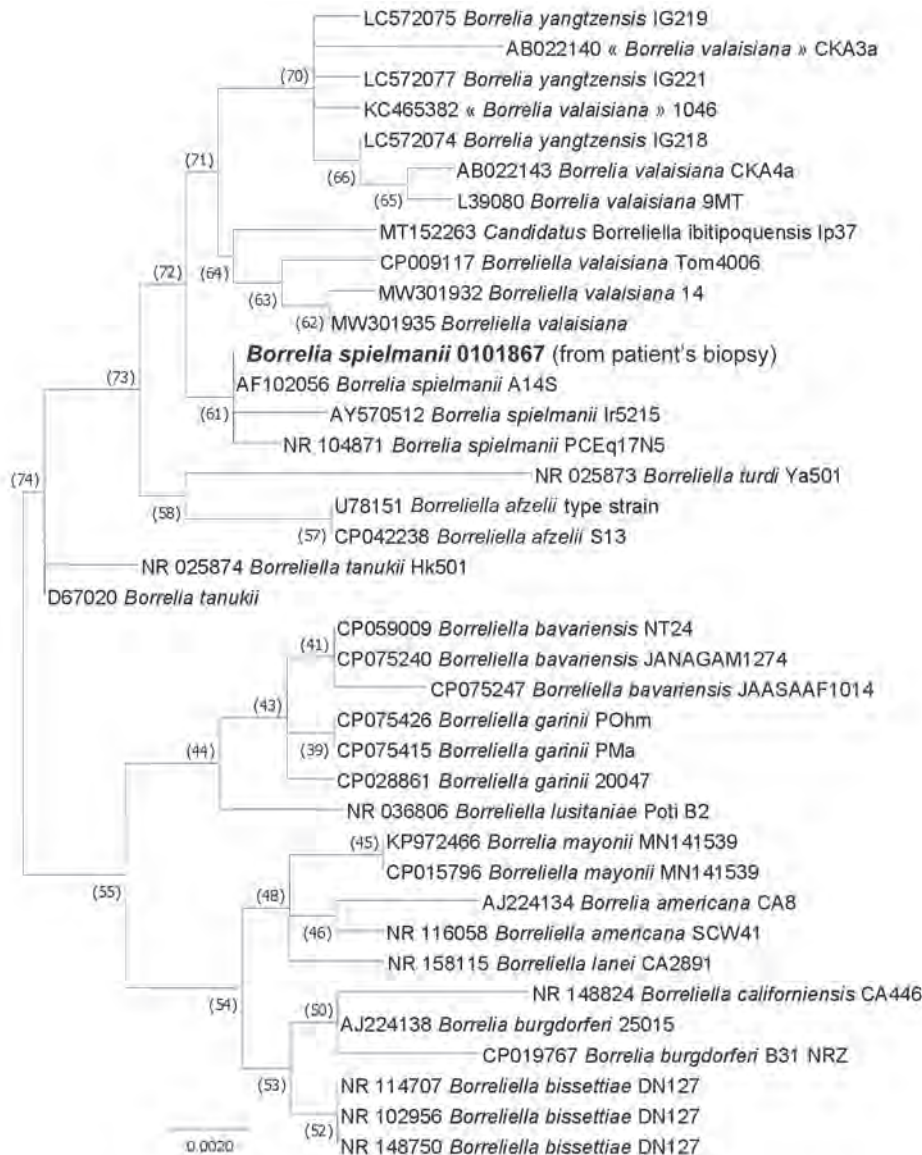 LC572075 Borrelia yangtzensis IG219
AB022140 « Borrelia valaisiana » CKA3a
(70)
LC572077 Borrelia yangtzensis IG221
KC465382 « Borrelia valaisiana » 1046
LC572074 Borrelia yangtzensis IG218
(71)
AB022143 Borrelia valaisiana CKA4a
(66)
(65)
L39080 Borrelia valaisiana 9MT
MT152263 Candidatus Borreliella ibitipoquensis Ip37
CP009117 Borreliella valaisiana Tom4006
(72)
(64)
MW301932 Borreliella valaisiana 14
(63)
(62)
MW301935 Borreliella valaisiana
Borrelia spielmanii 0101867 (from patient's biopsy)
(73)
AF102056 Borrelia spielmanii A14S
(61)
AY570512 Borrelia spielmanii Ir5215
NR 104871 Borrelia spielmanii PCEq17N5
(74)
NR 025873 Borreliella turdi Ya501
U78151 Borreliella afzelii type strain
(58)
(57)
CP042238 Borreliella afzelii S13
NR 025874 Borreliella tanukii Hk501
D67020 Borrelia tanukii
CP059009 Borreliella bavariensis NT24
(41)
CP075240 Borreliella bavariensis JANAGAM1274
CP075247 Borreliella bavariensis JAASAAF1014
(43)
CP075426 Borreliella garinii POhm
(44)
(39)
CP075415 Borreliella garinii PMa
CP028861 Borreliella garinii 20047
NR 036806 Borreliella lusitaniae Poti B2
(45)
KP972466 Borrelia mayonii MN141539
CP015796 Borreliella mayonii MN141539
(55)
(48)
AJ224134 Borrelia americana CA8
(46)
NR 116058 Borreliella americana SCW41
NR 158115 Borreliella lanei CA2891
(54)
NR 148824 Borreliella californiensis CA446
(50)
AJ224138 Borrelia burgdorferi 25015
CP019767 Borrelia burgdorferi B31 NRZ
(53)
NR 114707 Borreliella bissettiae DN127
NR 102956 Borreliella bissettiae DN127
(52)
NR 148750 Borreliella bissettiae DN127
0.0020